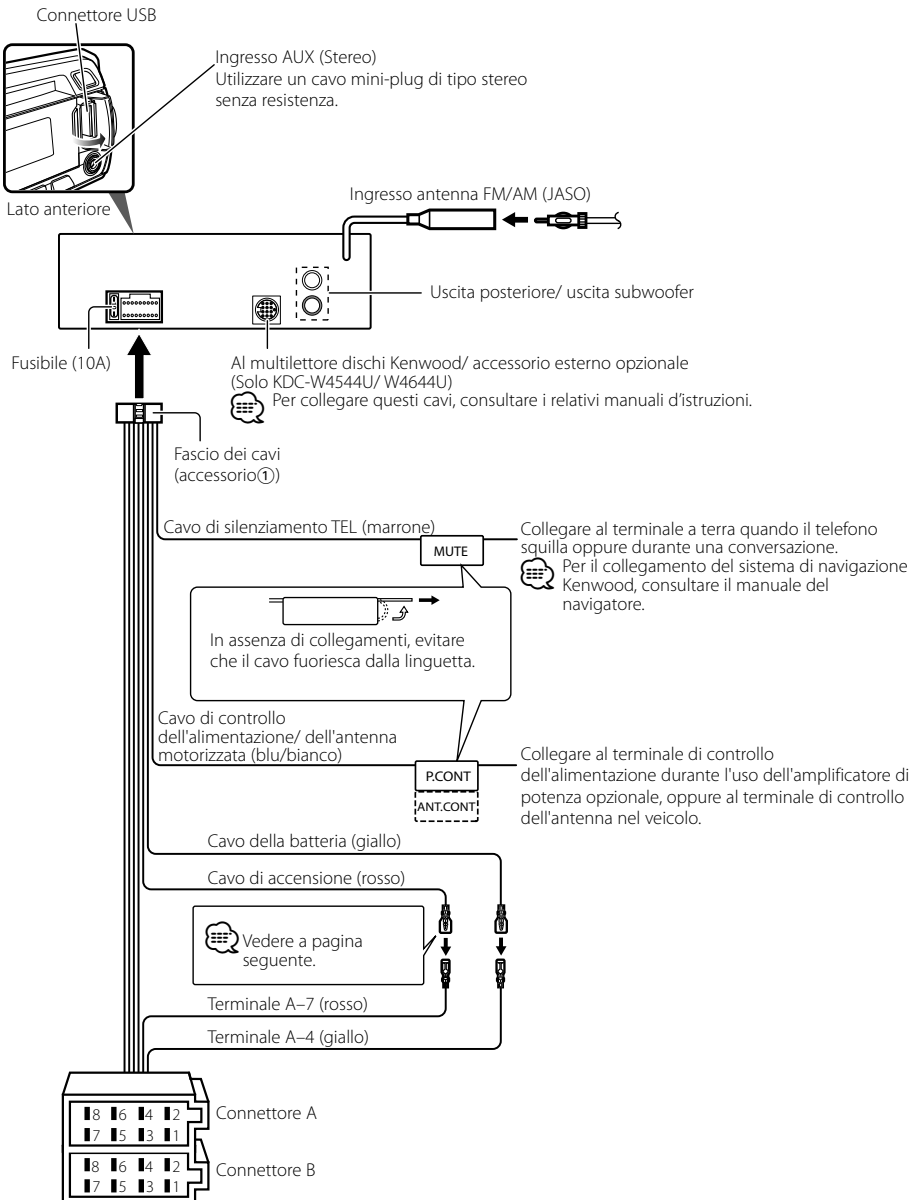 Connettore USB
Ingresso AUX (Stereo)
Utilizzare un cavo mini-plug di tipo stereo
senza resistenza.
Ingresso antenna FM/AM (JASO)
Lato anteriore
Uscita posteriore/ uscita subwoofer
Fusibile (10A)
Al multilettore dischi Kenwood/ accessorio esterno opzionale
(Solo KDC-W4544U/ W4644U)
Per collegare questi cavi, consultare i relativi manuali d'istruzioni.
Fascio dei cavi
(accessorio①)
Cavo di silenziamento TEL (marrone)
MUTE
Collegare al terminale a terra quando il telefono
squilla oppure durante una conversazione.
Per il collegamento del sistema di navigazione
Kenwood, consultare il manuale del
navigatore.
In assenza di collegamenti, evitare
che il cavo fuoriesca dalla linguetta.
Cavo di controllo
dell'alimentazione/ dell'antenna
motorizzata (blu/bianco)
P.CONT
ANT.CONT
Collegare al terminale di controllo
dell'alimentazione durante l'uso dell'amplificatore di
potenza opzionale, oppure al terminale di controllo
dell'antenna nel veicolo.
Cavo della batteria (giallo)
Cavo di accensione (rosso)
Vedere a pagina
seguente.
Terminale A–7 (rosso)
Terminale A–4 (giallo)
8 6 4 2
7 5 3 1
Connettore A
8 6 4 2
7 5 3 1
Connettore B